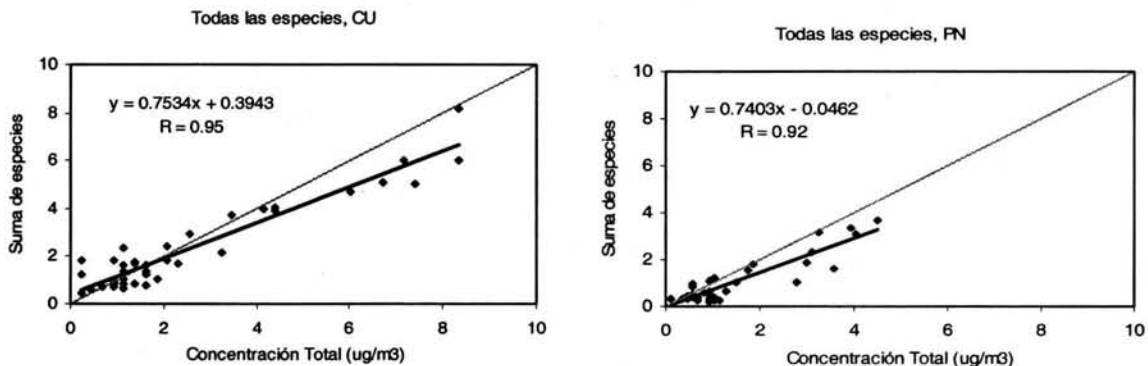 Todas las especies, CU
10
8
6
4
2
0
y = 0.7534x + 0.3943
R = 0.95
Suma de especies
0 2 4 6 8 10
Concentración Total (ug/m3)
Todas las especies, PN
10
8
6
4
2
0
y = 0.7403x - 0.0462
R = 0.92
Suma de especies
0 2 4 6 8 10
Concentración Total (ug/m3)